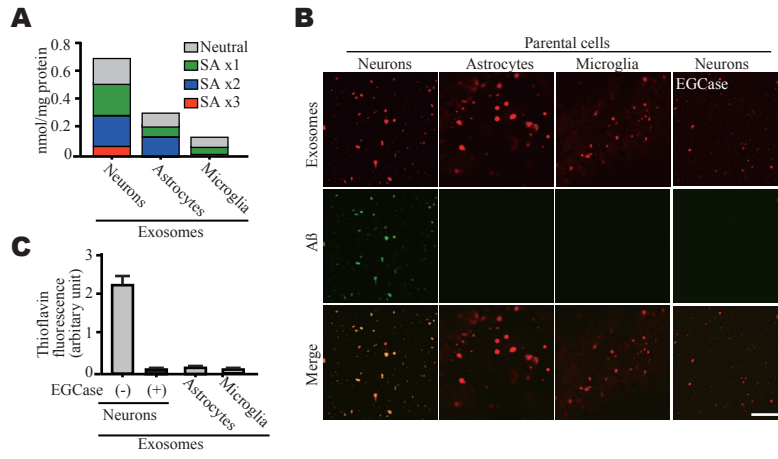 A
0.8
0.6
0.4
0.2
0
nmol/mg protein
Neutral
SA x1
SA x2
SA x3
Neurons
Astrocytes
Microglia
Exosomes
B
Parental cells
Neurons
Astrocytes
Microglia
Neurons
EGCase
Exosomes
Aß
Merge
C
3
2
1
0
Thioflavin
fluorescence
(arbitary unit)
EGCase
(-)
(+)
Astrocytes
Microglia
Neurons
Exosomes